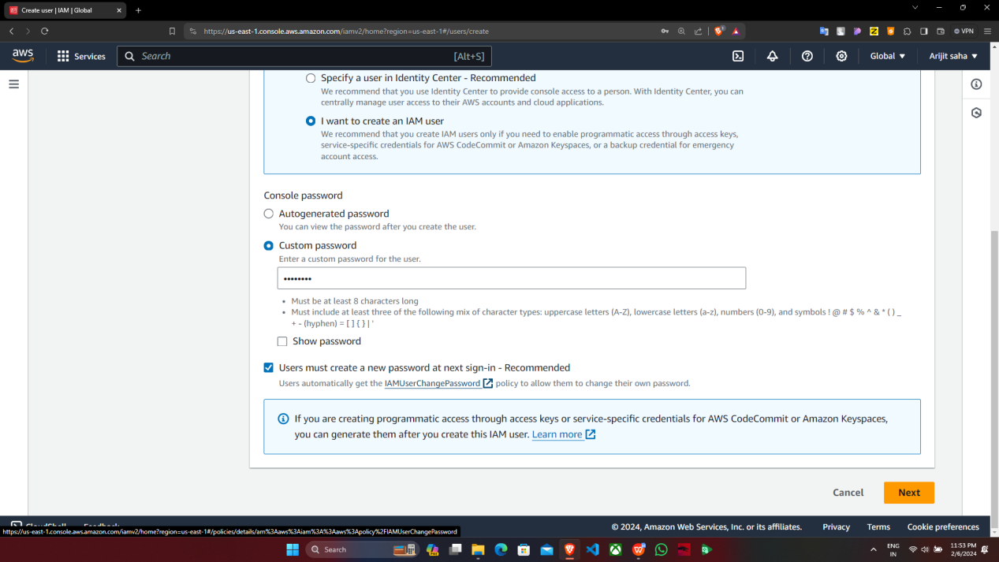 Create user | IAM | Global
https://us-east-1.console.aws.amazon.com/iamv2/home?region=us-east-1#/users/create
1
VPN
aws
Services
Search
[Alt+S]
Global
Arijit saha
Specify a user in Identity Center - Recommended
We recommend that you use Identity Center to provide console access to a person. With Identity Center, you can
centrally manage user access to their AWS accounts and cloud applications.
I want to create an IAM user
We recommend that you create IAM users only if you need to enable programmatic access through access keys,
service-specific credentials for AWS CodeCommit or Amazon Keyspaces, or a backup credential for emergency
account access.
Console password
Autogenerated password
You can view the password after you create the user.
Custom password
Enter a custom password for the user.
••••••••
• Must be at least 8 characters long
• Must include at least three of the following mix of character types: uppercase letters (A-Z), lowercase letters (a-z), numbers (0-9), and symbols ! @ # $ % ^ & * ( ) _
+ - (hyphen) = [ ] { } | '
Show password
Users must create a new password at next sign-in - Recommended
Users automatically get the IAMUserChangePassword policy to allow them to change their own password.
If you are creating programmatic access through access keys or service-specific credentials for AWS CodeCommit or Amazon Keyspaces,
you can generate them after you create this IAM user. Learn more
Cancel
Next
CloudShell
Feedback
© 2024, Amazon Web Services, Inc. or its affiliates.
Privacy
Terms
Cookie preferences
https://us-east-1.console.aws.amazon.com/iamv2/home?region=us-east-1#/policies/details/arn%3Aaws%3Aiam%3A%3Aaws%3Apolicy%2FIAMUserChangePassword
Search
ENG
IN
11:53 PM
2/6/2024